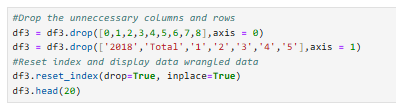 #Drop the unneccessary columns and rows
df3 = df3.drop([0,1,2,3,4,5,6,7,8],axis = 0)
df3 = df3.drop(['2018','Total','1','2','3','4','5'],axis = 1)
#Reset index and display data wrangled data
df3.reset_index(drop=True, inplace=True)
df3.head(20)